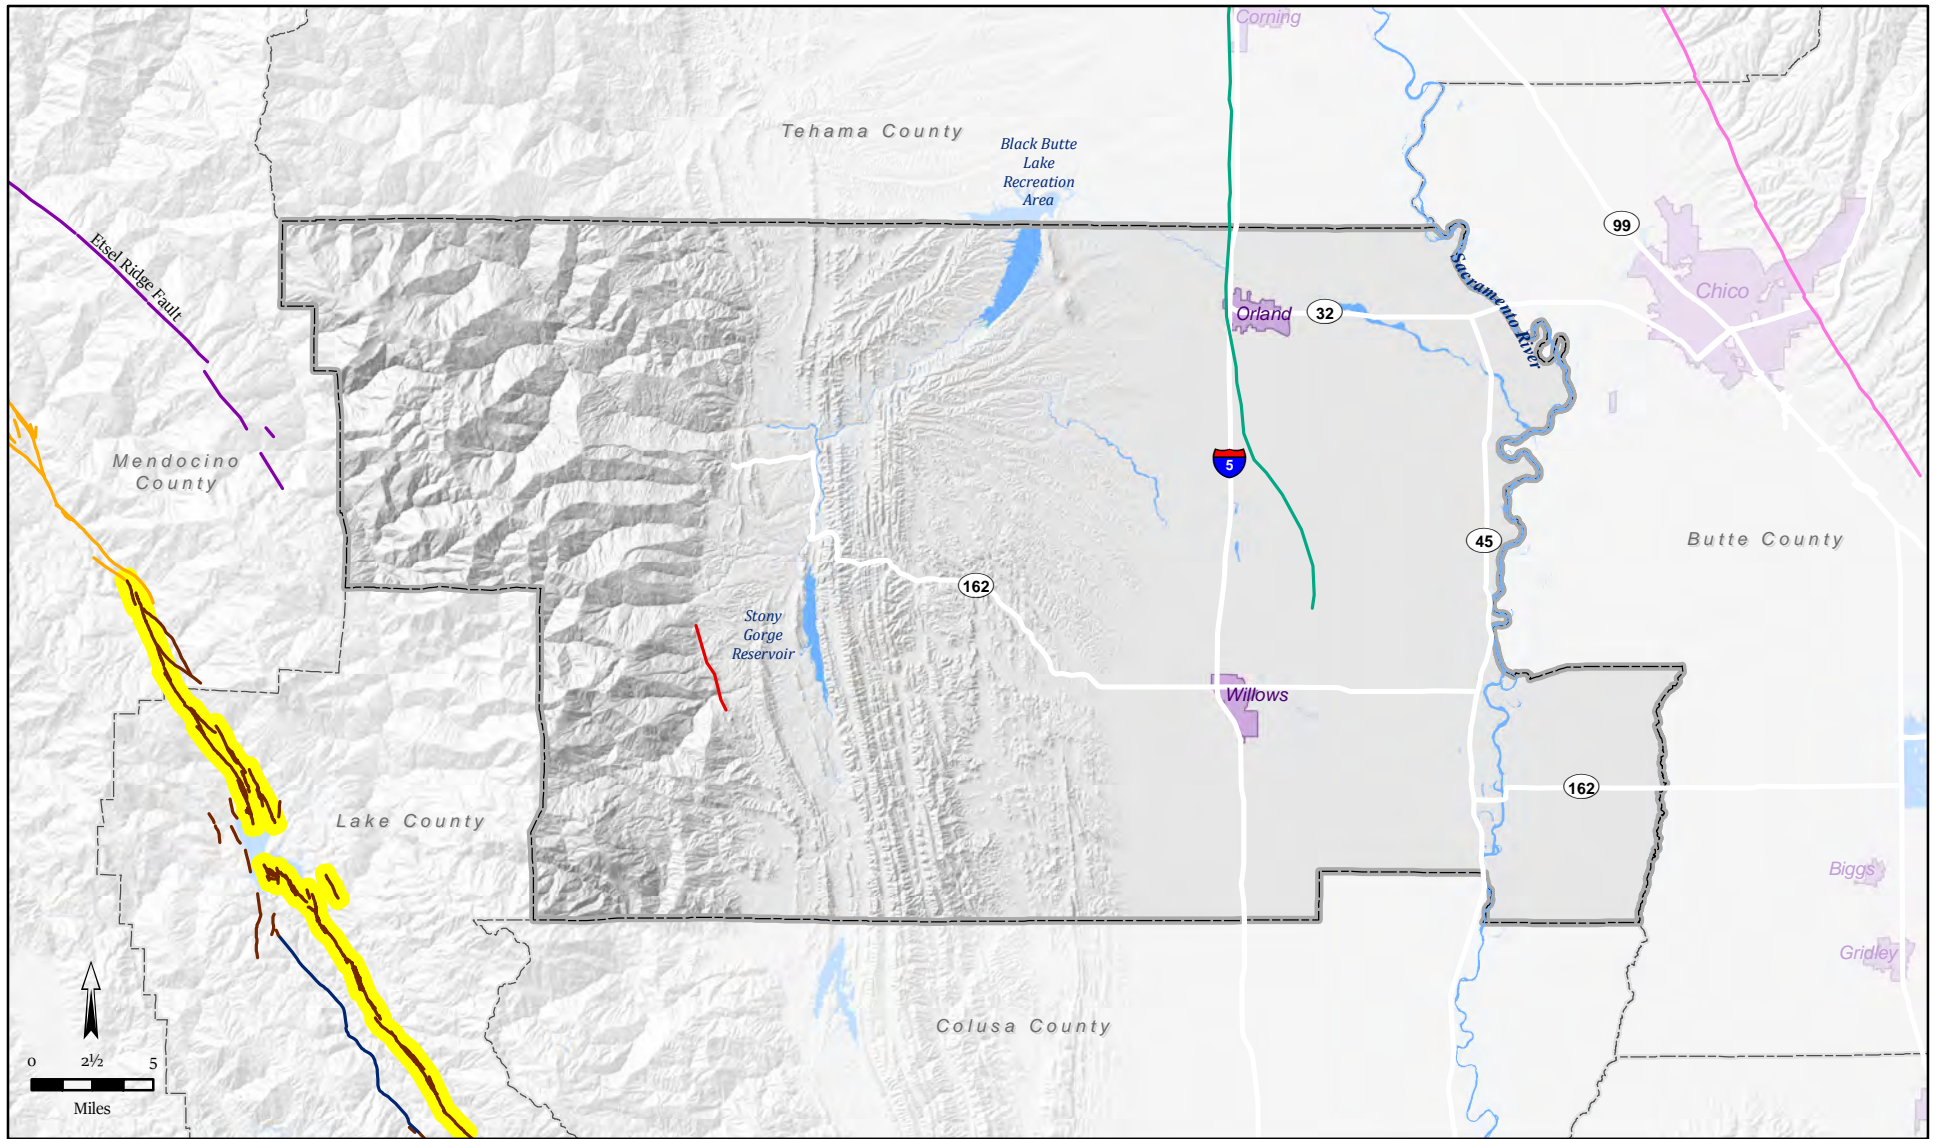 Corning
Tehama County
Black Butte
Lake
Recreation
Area
99
Etsel Ridge Fault
Sacramento River
Chico
Orland
32
Mendocino
County
5
45
Butte County
162
Stony
Gorge
Reservoir
Willows
162
Lake County
Biggs
Gridley
Colusa County
0 2½ 5
Miles